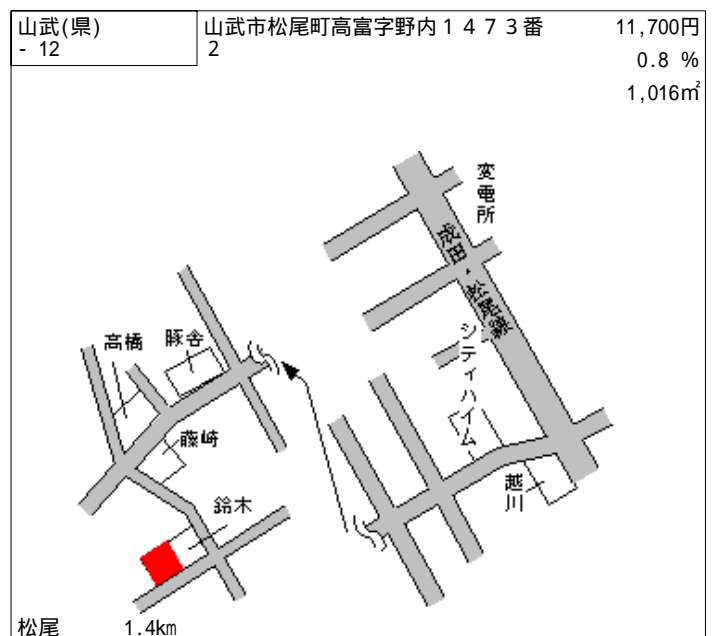 山武(県)
- 12
山武市松尾町高富字野内１４７３番
2
11,700円
0.8 %
1,016㎡
変電所
成田・松尾線
シティハイム
越川
高橋
豚舎
藤崎
鈴木
松尾 1.4km